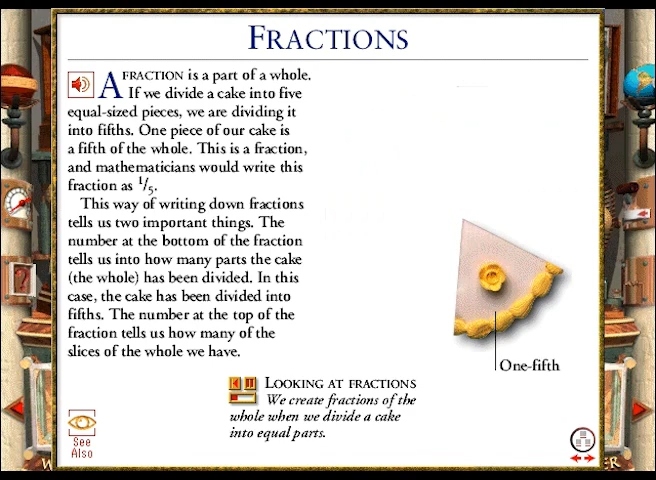 FRACTIONS
A FRACTION is a part of a whole.
If we divide a cake into five
equal-sized pieces, we are dividing it
into fifths. One piece of our cake is
a fifth of the whole. This is a fraction,
and mathematicians would write this
fraction as 1/5.
This way of writing down fractions
tells us two important things. The
number at the bottom of the fraction
tells us into how many parts the cake
(the whole) has been divided. In this
case, the cake has been divided into
fifths. The number at the top of the
fraction tells us how many of the
slices of the whole we have.
One-fifth
LOOKING AT FRACTIONS
We create fractions of the
whole when we divide a cake
into equal parts.
See
Also